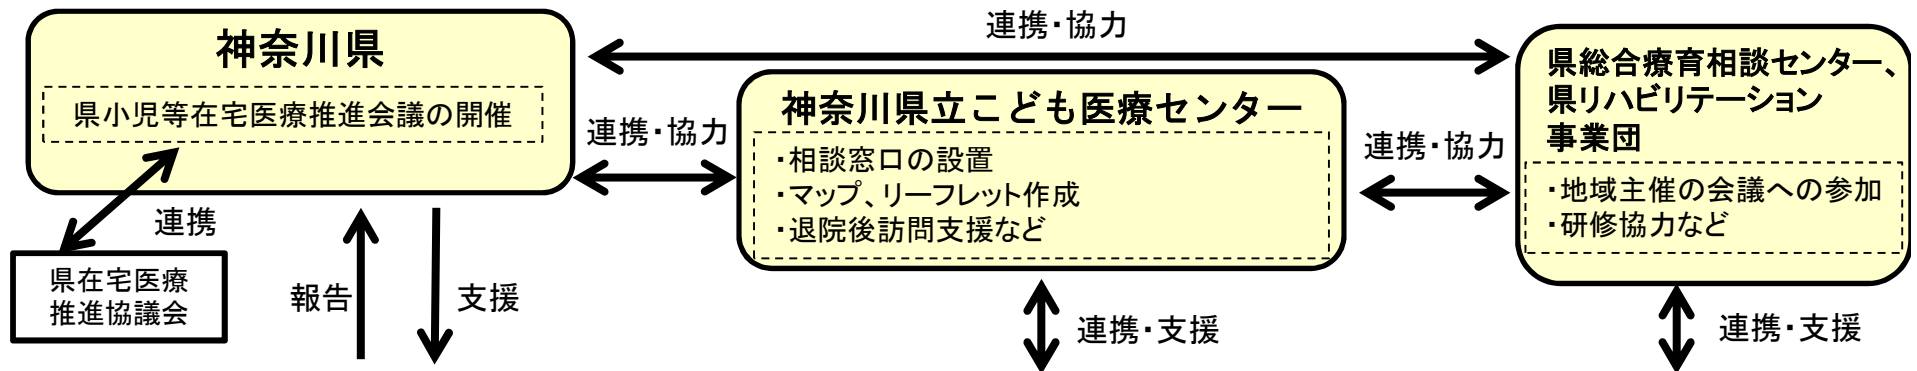 神奈川県
県小児等在宅医療推進会議の開催
連携・協力
連携・協力
神奈川県立こども医療センター
・相談窓口の設置
・マップ、リーフレット作成
・退院後訪問支援など
連携・協力
県総合療育相談センター、
県リハビリテーション
事業団
・地域主催の会議への参加
・研修協力など
連携
県在宅医療
推進協議会
報告
支援
連携・支援
連携・支援